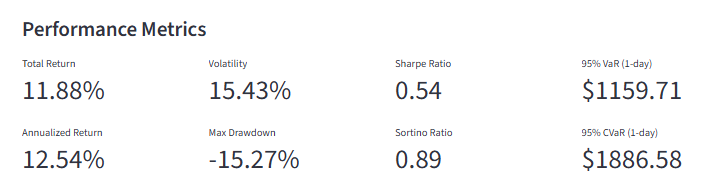 Performance Metrics
Total Return Volatility Sharpe Ratio 95% VaR (1-day)
11.88% 15.43% 0.54 $1159.71
Annualized Return Max Drawdown Sortino Ratio 95% CVaR (1-day)
12.54% -15.27% 0.89 $1886.58